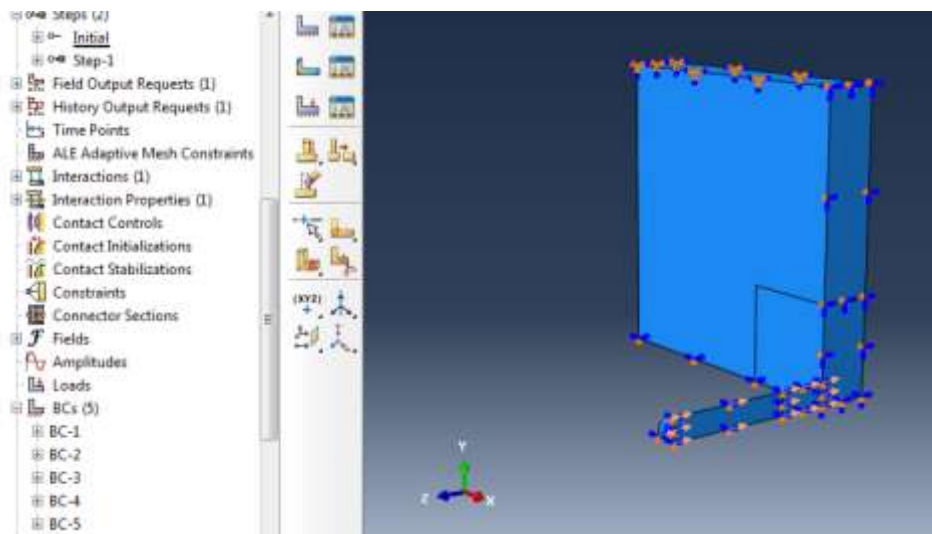 Steps (2)
Initial
Step-1
Field Output Requests (1)
History Output Requests (1)
Time Points
ALE Adaptive Mesh Constraints
Interactions (1)
Interaction Properties (1)
Contact Controls
Contact Initializations
Contact Stabilizations
Constraints
Connector Sections
Fields
Amplitudes
Loads
BCs (5)
BC-1
BC-2
BC-3
BC-4
BC-5
(XYZ)
Y
Z
X